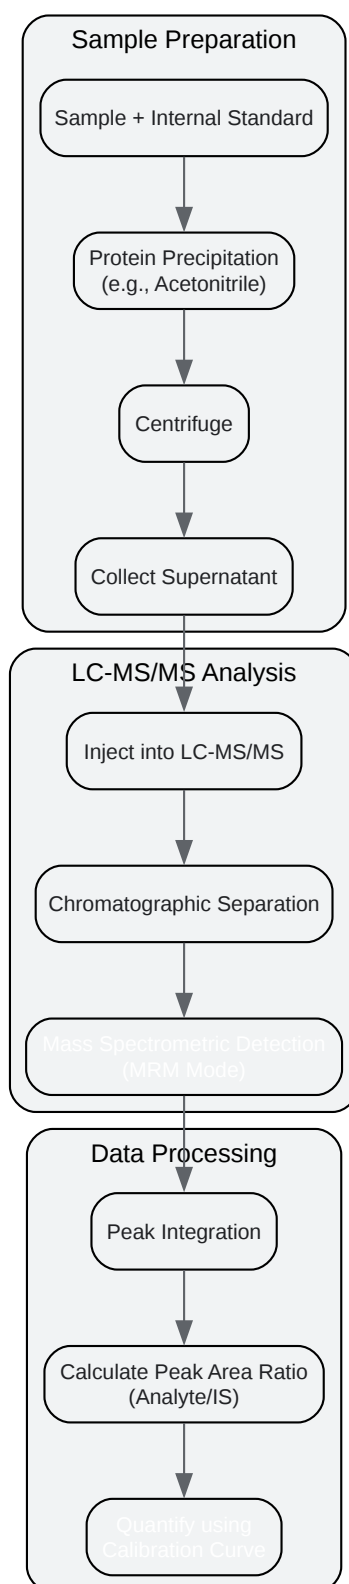 Sample Preparation
Sample + Internal Standard
Protein Precipitation
(e.g., Acetonitrile)
Centrifuge
Collect Supernatant
LC-MS/MS Analysis
Inject into LC-MS/MS
Chromatographic Separation
Mass Spectrometric Detection
(MRM Mode)
Data Processing
Peak Integration
Calculate Peak Area Ratio
(Analyte/IS)
Quantify using
Calibration Curve